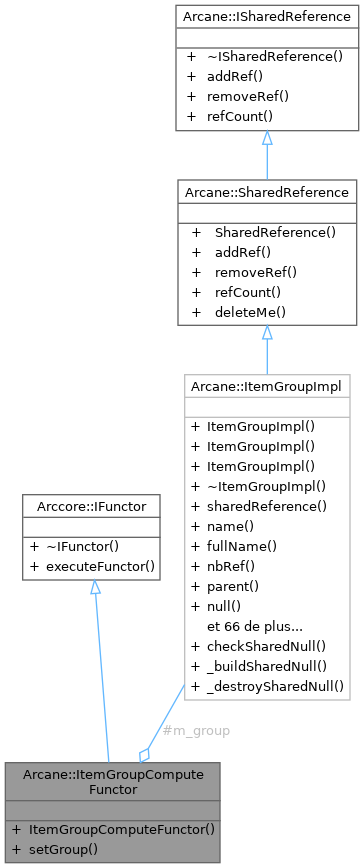 Arcane::ISharedReference
+ ~ISharedReference()
+ addRef()
+ removeRef()
+ refCount()
Arcane::SharedReference
+ SharedReference()
+ addRef()
+ removeRef()
+ refCount()
+ deleteMe()
Arcane::ItemGroupImpl
+ ItemGroupImpl()
+ ItemGroupImpl()
+ ItemGroupImpl()
+ ~ItemGroupImpl()
+ sharedReference()
+ name()
+ fullName()
+ nbRef()
+ parent()
+ null()
et 66 de plus...
+ checkSharedNull()
+ _buildSharedNull()
+ _destroySharedNull()
Arccore::IFunctor
+ ~IFunctor()
+ executeFunctor()
#m_group
Arcane::ItemGroupCompute
Functor
+ ItemGroupComputeFunctor()
+ setGroup()